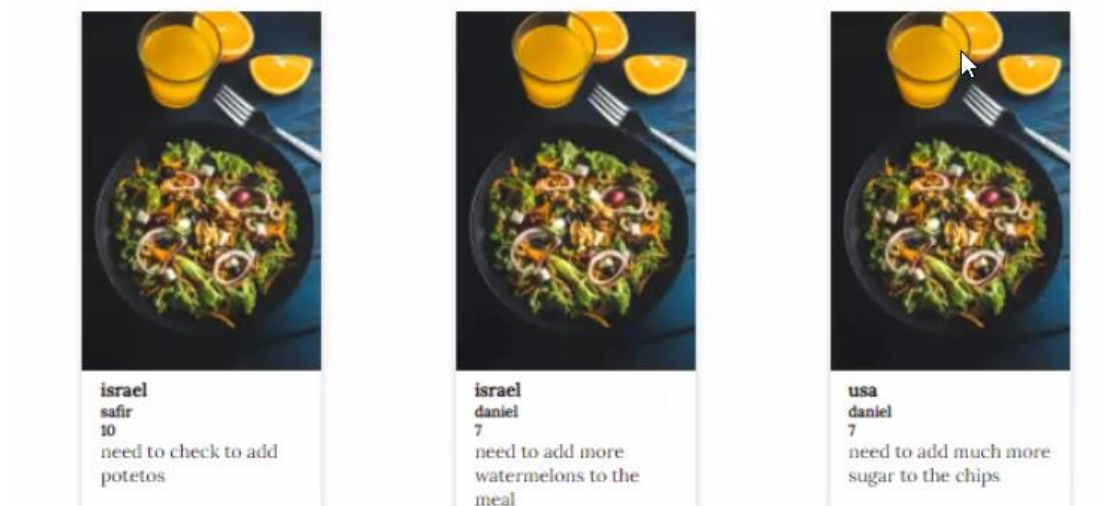 israel
safir
10
need to check to add
potetos
israel
daniel
7
need to add more
watermelons to the
meal
usa
daniel
7
need to add much more
sugar to the chips